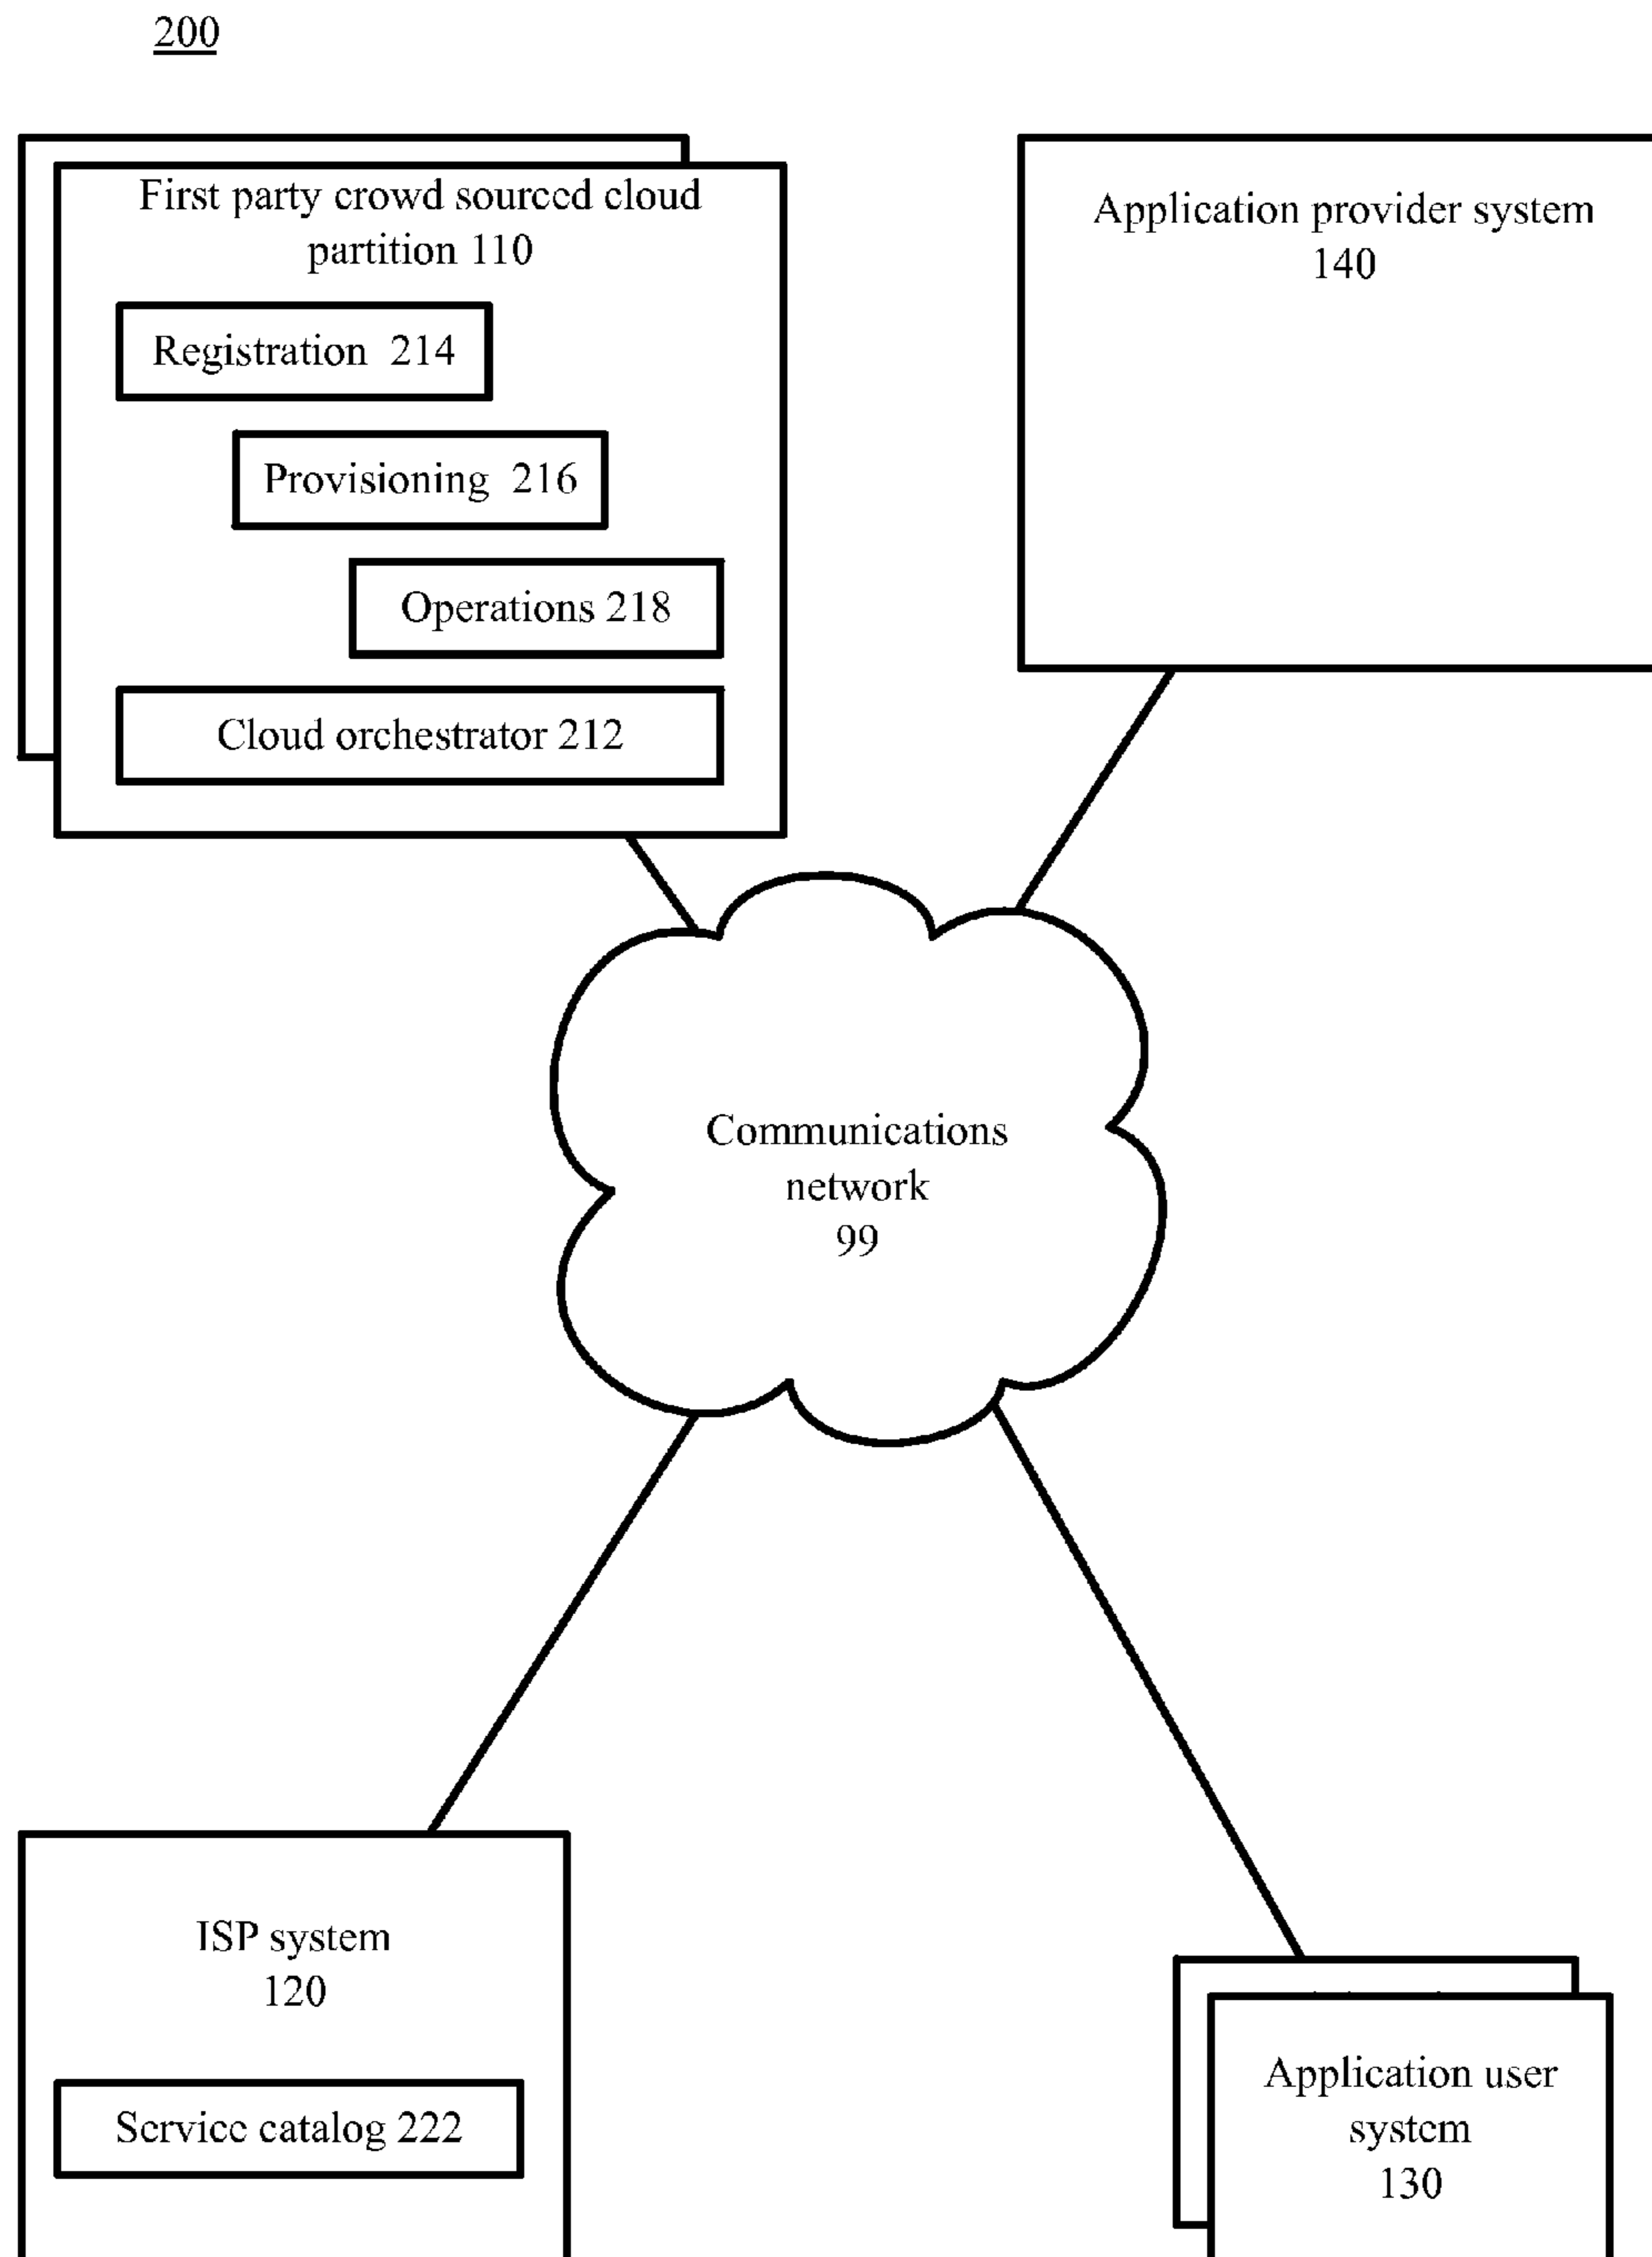 200
First party crowd sourced cloud
partition 110
Registration 214
Provisioning 216
Operations 218
Cloud orchestrator 212
Application provider system
140
Communications
network
99
ISP system
120
Service catalog 222
Application user
system
130